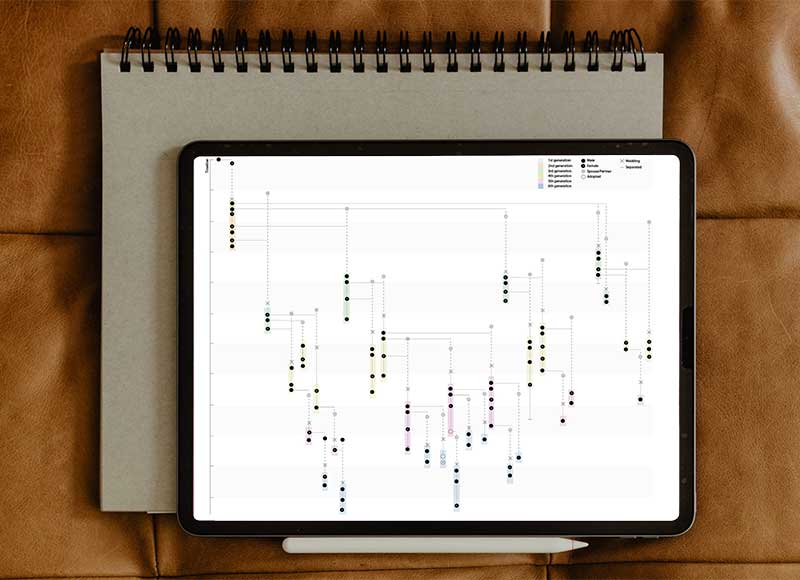 Timeline
1st generation
2nd generation
3rd generation
4th generation
5th generation
6th generation
Male
Female
Spouse/Partner
Adopted
Wedding
Separated